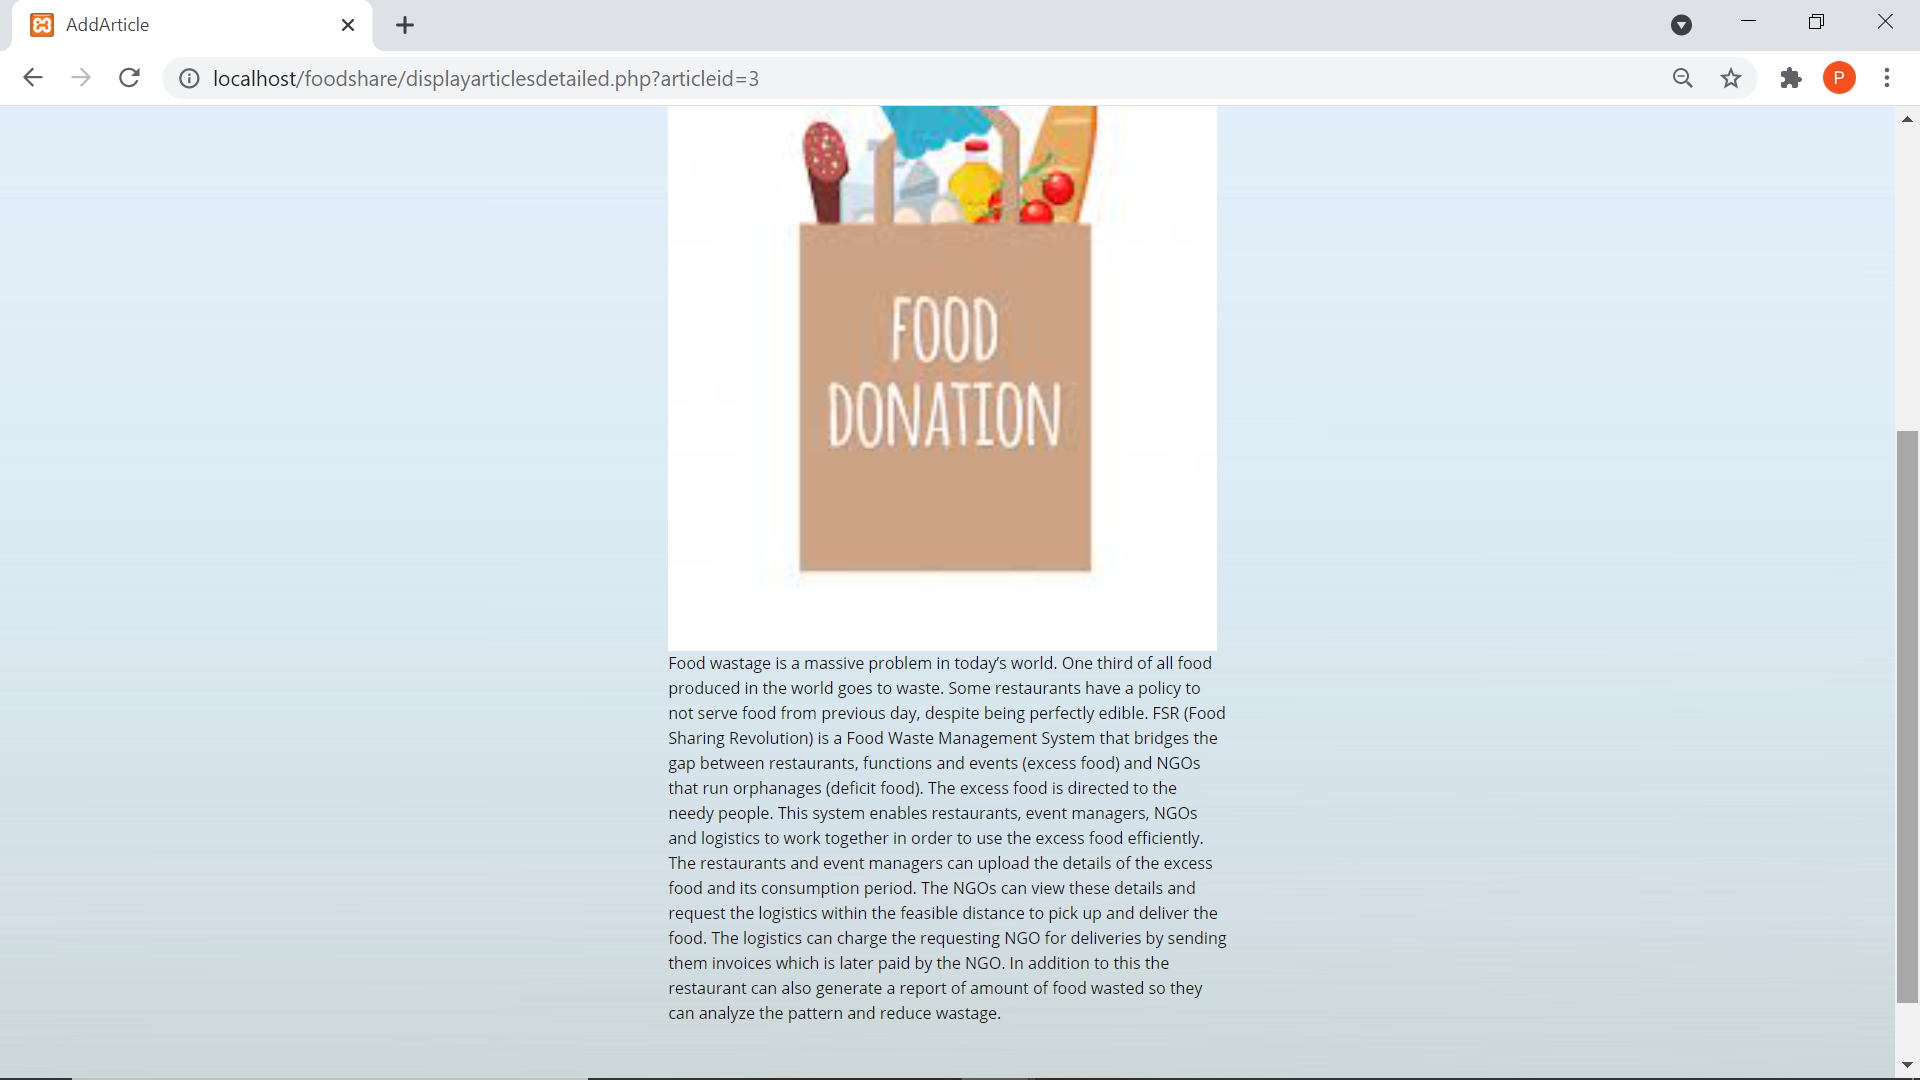 AddArticle
localhost/foodshare/displayarticlesdetailed.php?articleid=3
P
FOOD
DONATION
Food wastage is a massive problem in today's world. One third of all food
produced in the world goes to waste. Some restaurants have a policy to
not serve food from previous day, despite being perfectly edible. FSR (Food
Sharing Revolution) is a Food Waste Management System that bridges the
gap between restaurants, functions and events (excess food) and NGOs
that run orphanages (deficit food). The excess food is directed to the
needy people. This system enables restaurants, event managers, NGOs
and logistics to work together in order to use the excess food efficiently.
The restaurants and event managers can upload the details of the excess
food and its consumption period. The NGOs can view these details and
request the logistics within the feasible distance to pick up and deliver the
food. The logistics can charge the requesting NGO for deliveries by sending
them invoices which is later paid by the NGO. In addition to this the
restaurant can also generate a report of amount of food wasted so they
can analyze the pattern and reduce wastage.